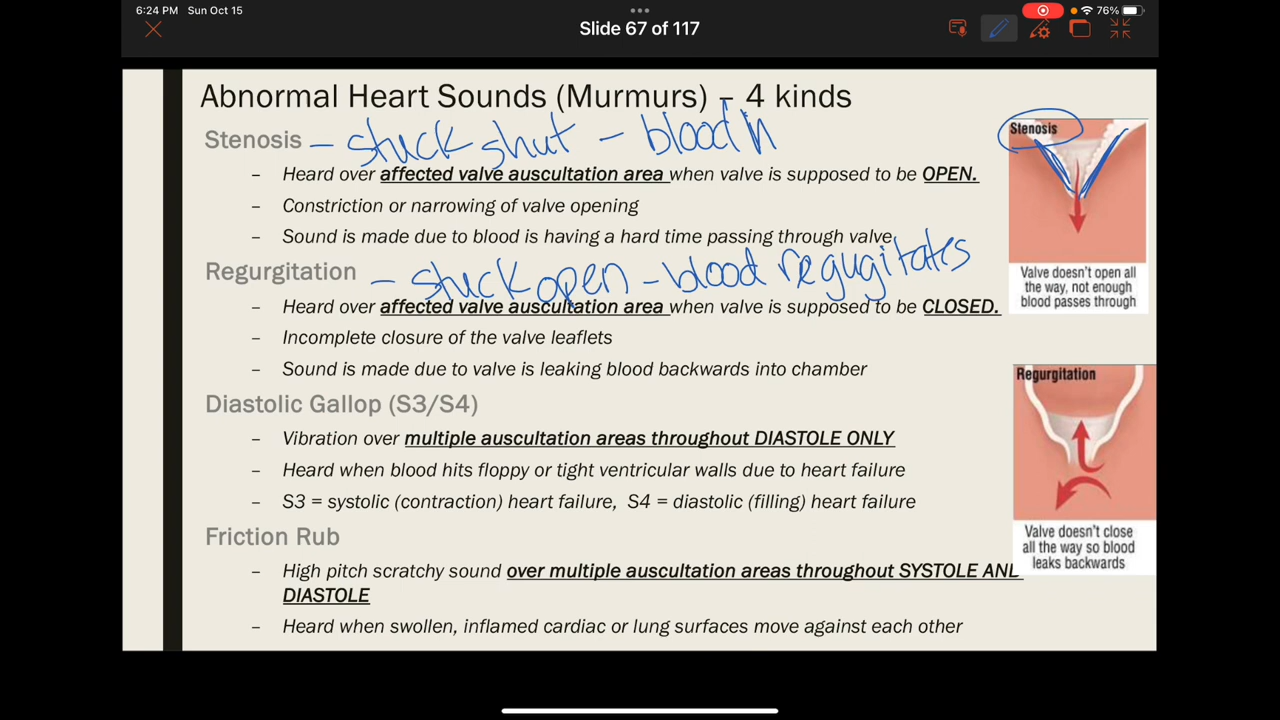 6:24 PM Sun Oct 15
76%
Slide 67 of 117
Abnormal Heart Sounds (Murmurs) – 4 kinds
Stenosis – stuck shut – blood
– Heard over affected valve auscultation area when valve is supposed to be OPEN.
– Constriction or narrowing of valve opening
– Sound is made due to blood is having a hard time passing through valve
Regurgitation – stuck open – blood regugitates
– Heard over affected valve auscultation area when valve is supposed to be CLOSED.
– Incomplete closure of the valve leaflets
– Sound is made due to valve is leaking blood backwards into chamber
Diastolic Gallop (S3/S4)
– Vibration over multiple auscultation areas throughout DIASTOLE ONLY
– Heard when blood hits floppy or tight ventricular walls due to heart failure
– S3 = systolic (contraction) heart failure, S4 = diastolic (filling) heart failure
Friction Rub
– High pitch scratchy sound over multiple auscultation areas throughout SYSTOLE AND
DIASTOLE
– Heard when swollen, inflamed cardiac or lung surfaces move against each other
Stenosis
Valve doesn't open all
the way, not enough
blood passes through
Regurgitation
Valve doesn't close
all the way so blood
leaks backwards